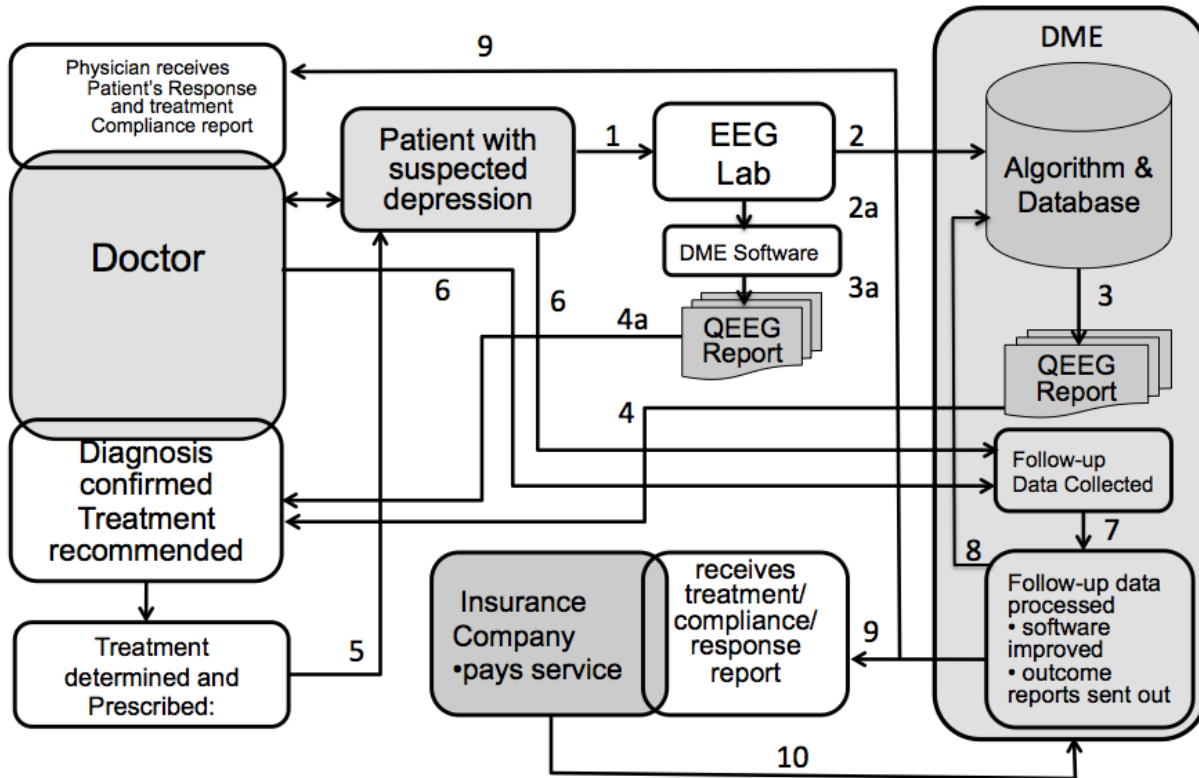 9
DME
Physician receives
Patient's Response
and treatment
Compliance report
Patient with
suspected
depression
1
EEG
Lab
2
Algorithm &
Database
2a
Doctor
DME Software
6
6
3a
3
4a
QEEG
Report
QEEG
Report
4
Diagnosis
confirmed
Treatment
recommended
Follow-up
Data Collected
7
8
Insurance
Company
•pays service
receives
treatment/
compliance/
response
report
9
Follow-up data
processed
• software
improved
• outcome
reports sent out
Treatment
determined and
Prescribed:
5
10